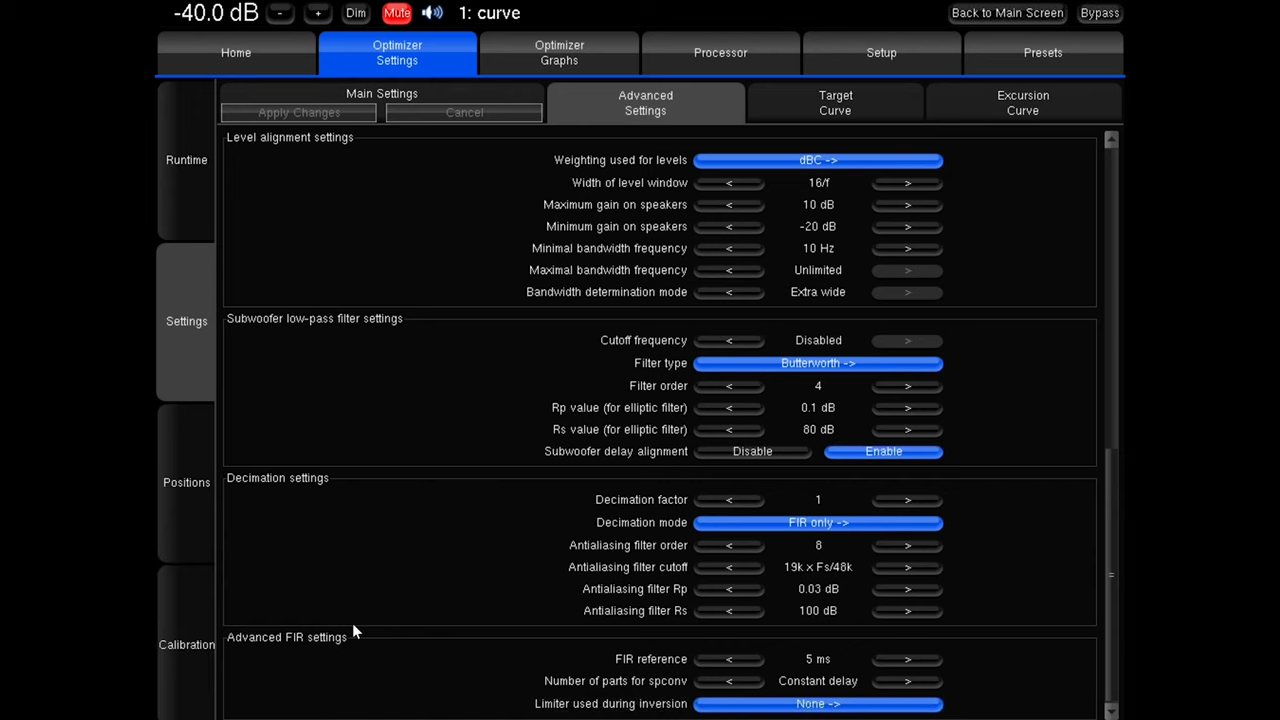 -40.0 dB - + Dim Mute 1: curve Back to Main Screen Bypass
Home
Optimizer
Settings
Optimizer
Graphs
Processor
Setup
Presets
Runtime
Settings
Positions
Calibration
Main Settings
Apply Changes Cancel
Advanced
Settings
Target
Curve
Excursion
Curve
Level alignment settings
Weighting used for levels dBC ->
Width of level window < 16/f >
Maximum gain on speakers < 10 dB >
Minimum gain on speakers < -20 dB >
Minimal bandwidth frequency < 10 Hz >
Maximal bandwidth frequency < Unlimited >
Bandwidth determination mode < Extra wide >
Subwoofer low-pass filter settings
Cutoff frequency < Disabled >
Filter type Butterworth ->
Filter order < 4 >
Rp value (for elliptic filter) < 0.1 dB >
Rs value (for elliptic filter) < 80 dB >
Subwoofer delay alignment Disable Enable
Decimation settings
Decimation factor < 1 >
Decimation mode FIR only ->
Antialiasing filter order < 8 >
Antialiasing filter cutoff < 19k x Fs/48k >
Antialiasing filter Rp < 0.03 dB >
Antialiasing filter Rs < 100 dB >
Advanced FIR settings
FIR reference < 5 ms >
Number of parts for spconv < Constant delay >
Limiter used during inversion None ->